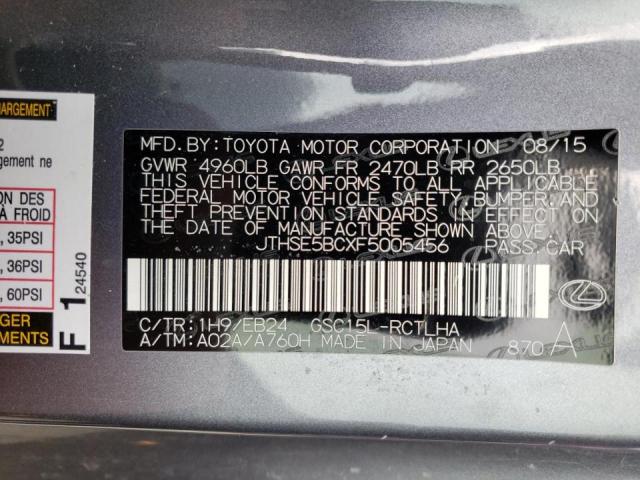 MFD.BY:TOYOTA MOTOR CORPORATION 08/15
GVWR 4960LB GAWR FR 2470LB RR 2650LB
THIS VEHICLE CONFORMS TO ALL APPLICABLE
FEDERAL MOTOR VEHICLE SAFETY, BUMPER, AND
THEFT PREVENTION STANDARDS IN EFFECT ON
THE DATE OF MANUFACTURE SHOWN ABOVE.
JTHSE5BCXF5005456 PASS.CAR
C/TR:1H9/EB24 GSC15L-RCTLHA
A/TM:A02A/A760H MADE IN JAPAN 870 A
HARGEMENT
2
gement ne
ION DES
À FROID
, 35PSI
, 36PSI
, 60PSI
GER
EMENTS
F 1 24540